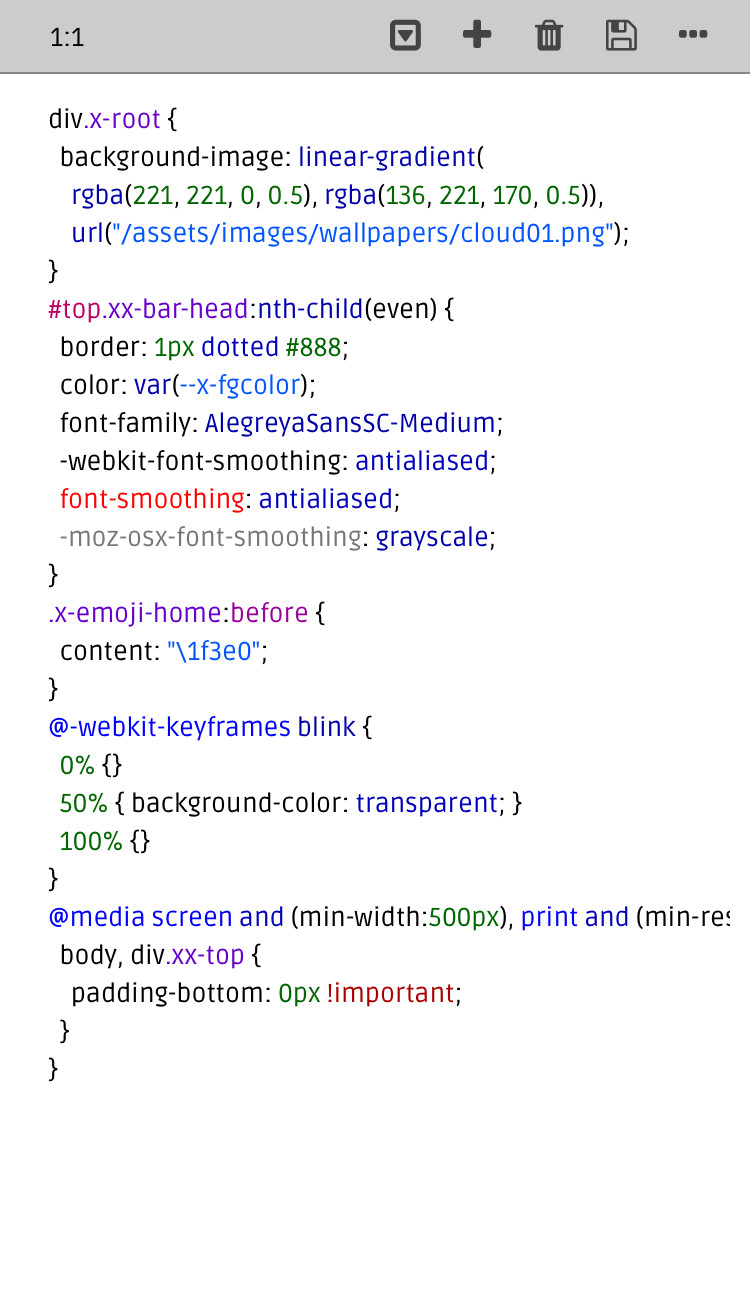 1:1
div.x-root {
background-image: linear-gradient(
rgba(221, 221, 0, 0.5), rgba(136, 221, 170, 0.5)),
url("/assets/images/wallpapers/cloud01.png");
}
#top.xx-bar-head:nth-child(even) {
border: 1px dotted #888;
color: var(--x-fgcolor);
font-family: AlegreyaSansSC-Medium;
-webkit-font-smoothing: antialiased;
font-smoothing: antialiased;
-moz-osx-font-smoothing: grayscale;
}
.x-emoji-home:before {
content: "\1f3e0";
}
@-webkit-keyframes blink {
0% {}
50% { background-color: transparent; }
100% {}
}
@media screen and (min-width:500px), print and (min-res
body, div.xx-top {
padding-bottom: 0px !important;
}
}